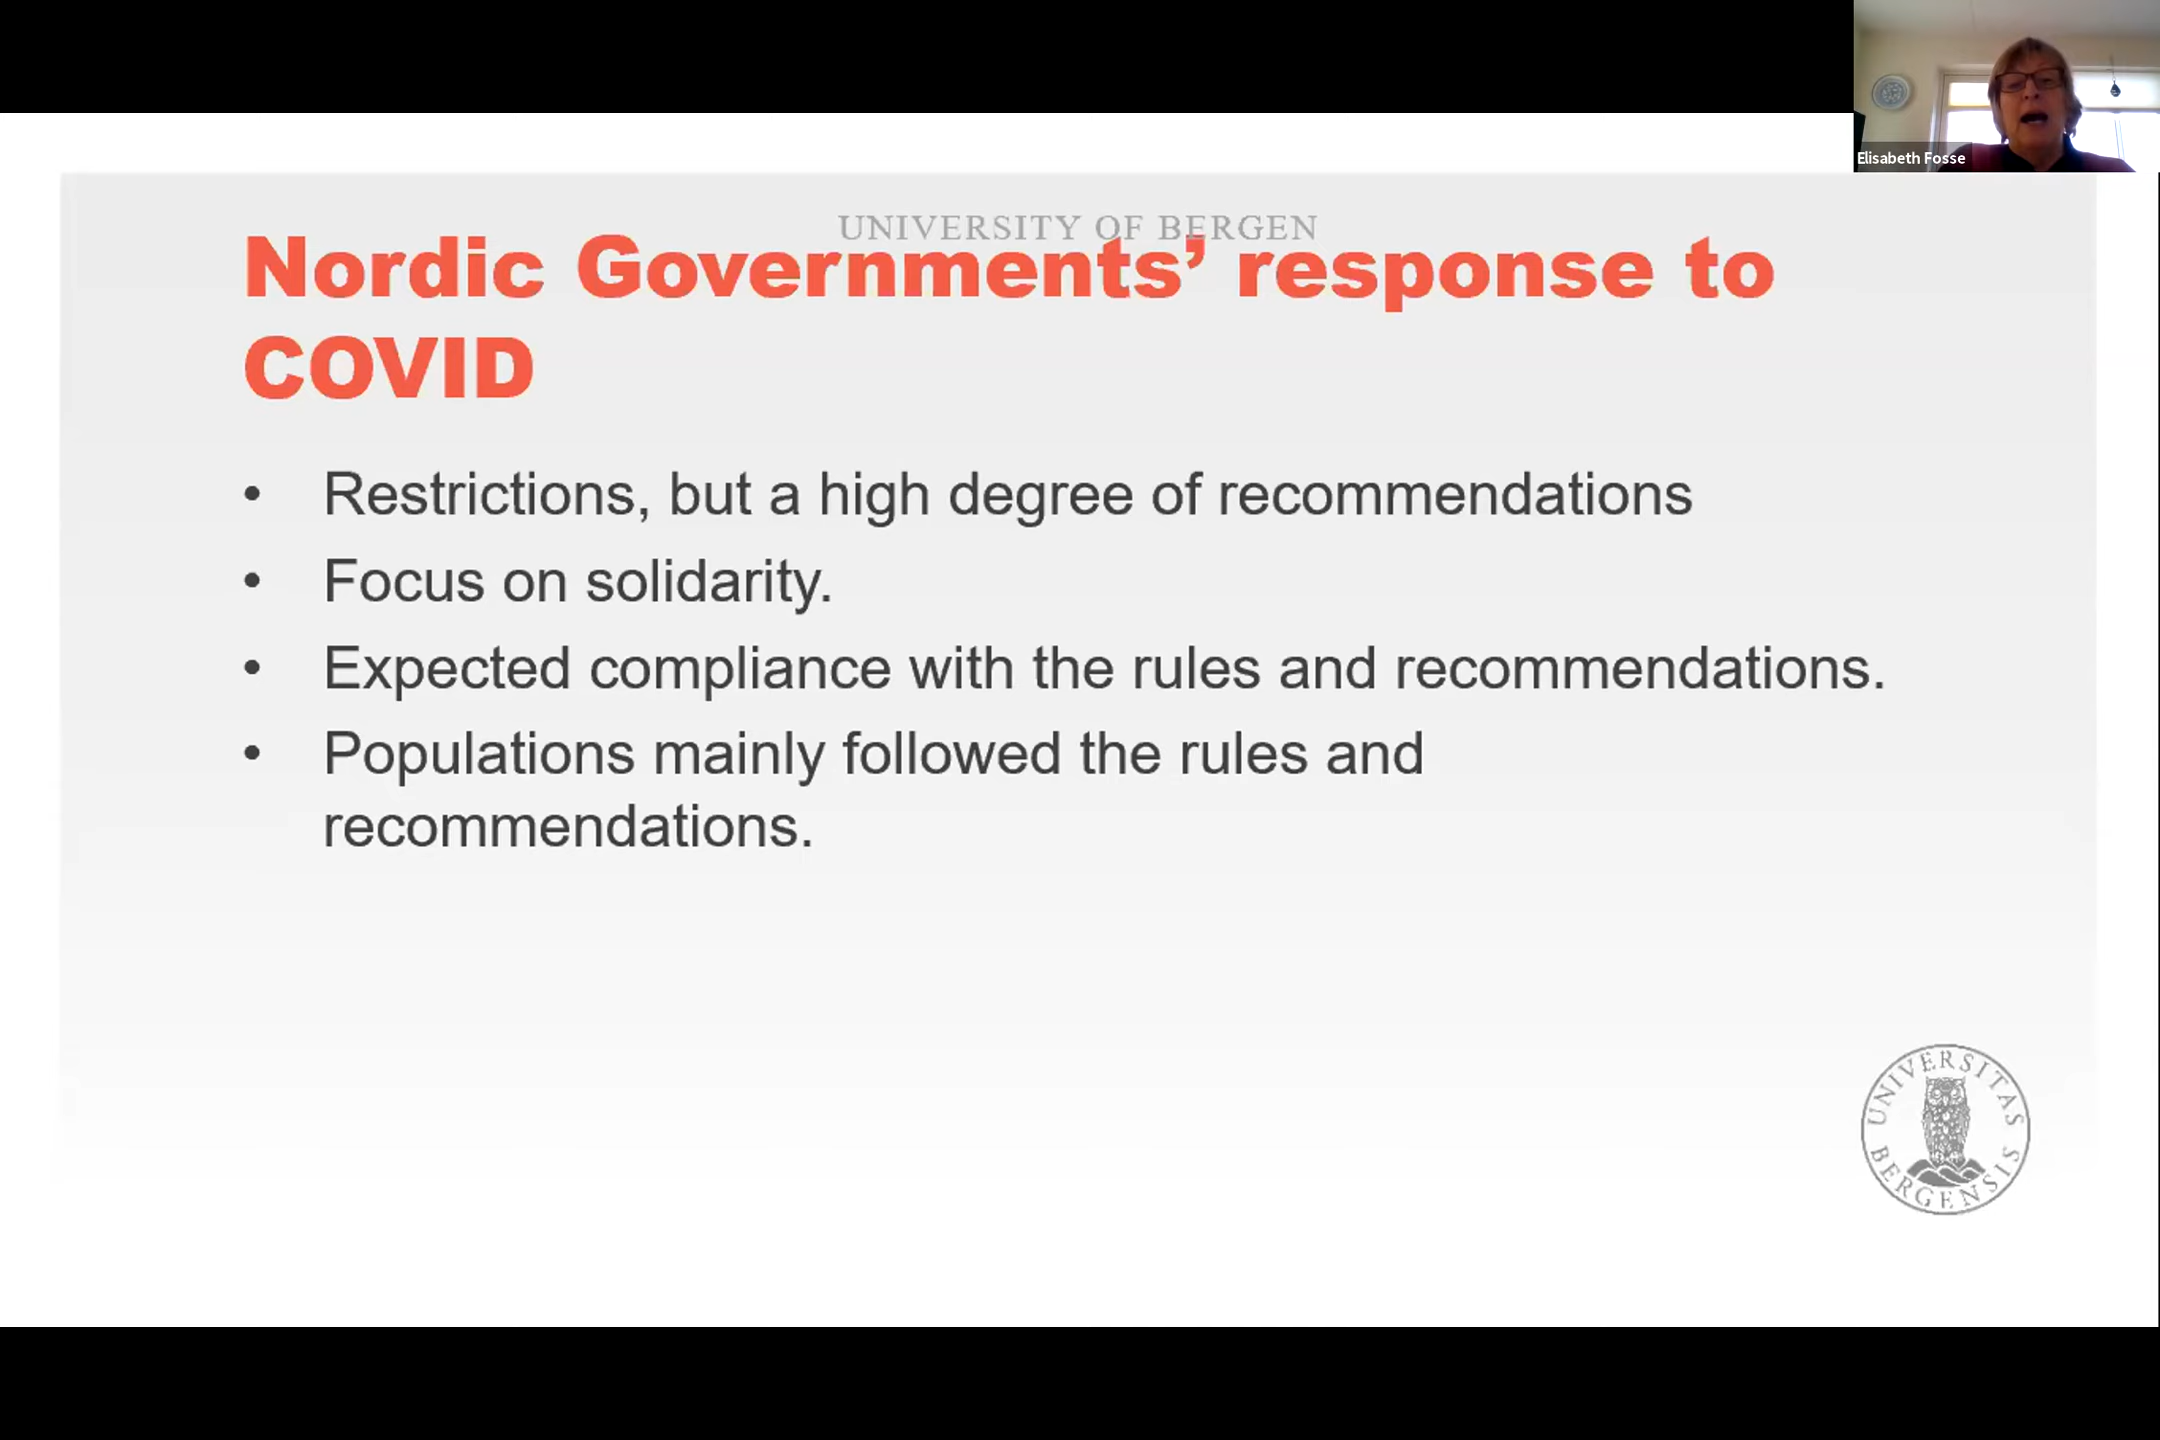 Elisabeth Fosse
UNIVERSITY OF BERGEN
Nordic Governments’ response to
COVID
• Restrictions, but a high degree of recommendations
• Focus on solidarity.
• Expected compliance with the rules and recommendations.
• Populations mainly followed the rules and
recommendations.
UNIVERSITAS
BERGENSIS